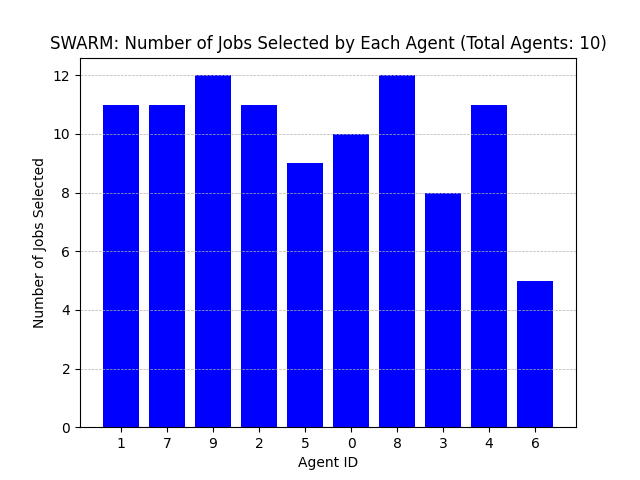 SWARM: Number of Jobs Selected by Each Agent (Total Agents: 10)
12
10
8
6
4
2
0
Number of Jobs Selected
1 7 9 2 5 0 8 3 4 6
Agent ID